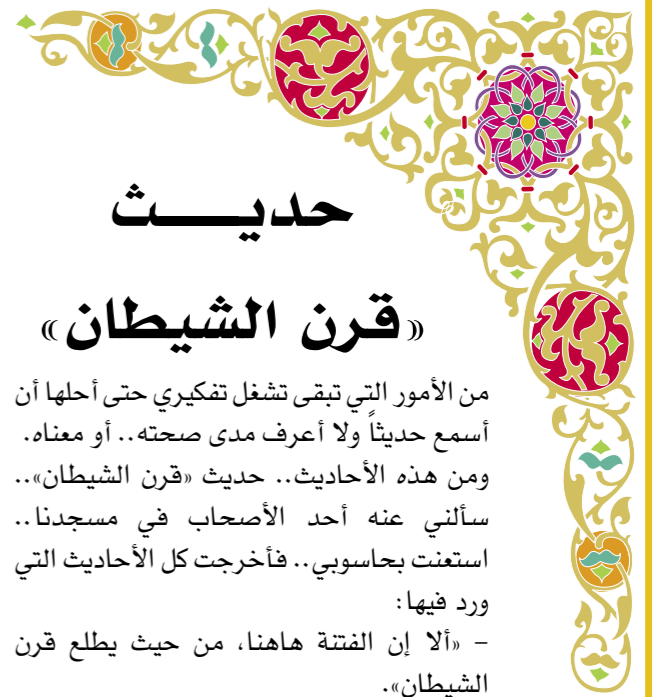 حديـــث
«قرن الشيطان»
من الأمور التي تبقى تشغل تفكيري حتى أحلها أن
أسمع حديثاً ولا أعرف مدى صحته.. أو معناه.
ومن هذه الأحاديث.. حديث «قرن الشيطان»..
سألني عنه أحد الأصحاب في مسجدنا..
استعنت بحاسوبي.. فأخرجت كل الأحاديث التي
ورد فيها:
– «ألا إن الفتنة هاهنا، من حيث يطلع قرن
الشيطان».